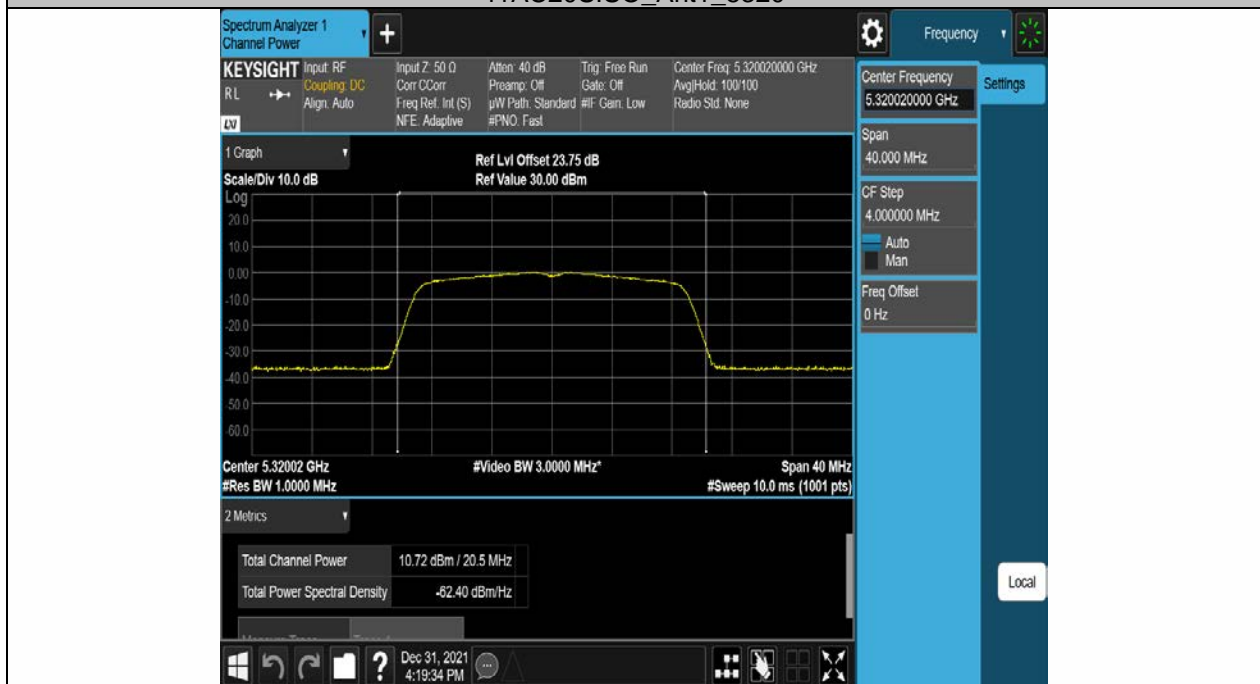 Spectrum Analyzer 1
Channel Power
Frequency
KEYSIGHT
RL
LXI
Input: RF
Coupling: DC
Align: Auto
Input Z: 50 Ω
Corr CCorr
Freq Ref: Int (S)
NFE: Adaptive
Atten: 40 dB
Preamp: Off
µW Path: Standard
#PNO: Fast
Trig: Free Run
Gate: Off
#IF Gain: Low
Center Freq: 5.320020000 GHz
Avg|Hold: 100/100
Radio Std: None
Center Frequency
5.320020000 GHz
Settings
Span
40.000 MHz
CF Step
4.000000 MHz
Auto
Man
Freq Offset
0 Hz
1 Graph
Scale/Div 10.0 dB
Ref Lvl Offset 23.75 dB
Ref Value 30.00 dBm
Log
20.0
10.0
0.00
-10.0
-20.0
-30.0
-40.0
-50.0
-60.0
Center 5.32002 GHz
#Video BW 3.0000 MHz*
Span 40 MHz
#Res BW 1.0000 MHz
#Sweep 10.0 ms (1001 pts)
2 Metrics
Total Channel Power
10.72 dBm / 20.5 MHz
Total Power Spectral Density
-62.40 dBm/Hz
Local
?
Dec 31, 2021
4:19:34 PM